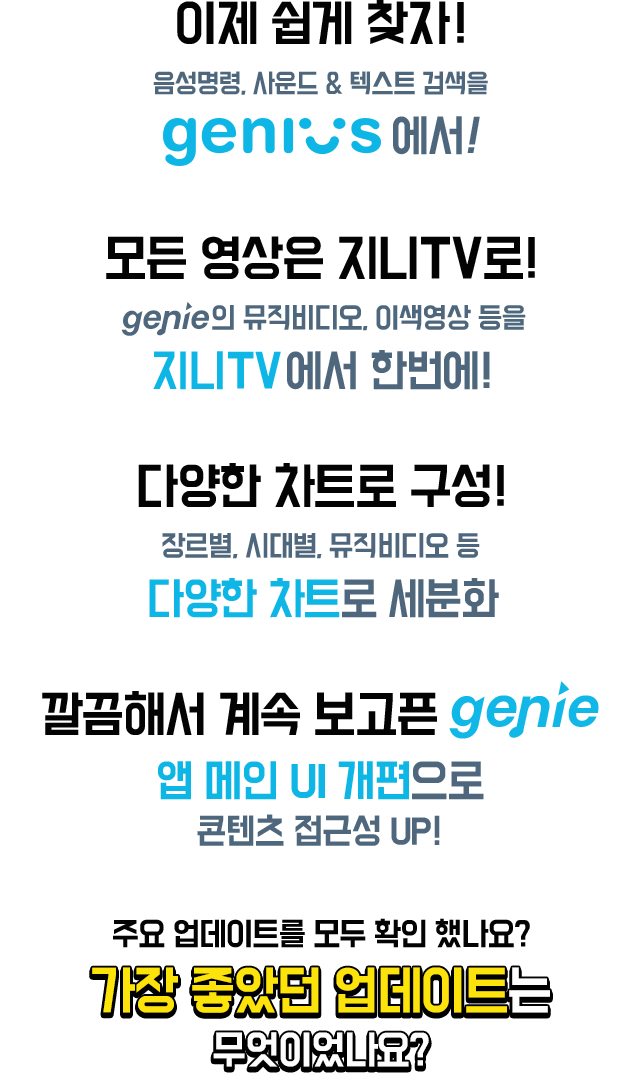 이제 쉽게 찾자!
음성명령, 사운드 & 텍스트 검색을
genius에서!
모든 영상은 지니TV로!
genie의 뮤직비디오, 이색영상 등을
지니TV에서 한번에!
다양한 차트로 구성!
장르별, 시대별, 뮤직비디오 등
다양한 차트로 세분화
깔끔해서 계속 보고픈 genie
앱 메인 UI 개편으로
콘텐츠 접근성 UP!
주요 업데이트를 모두 확인 했나요?
가장 좋았던 업데이트는
무엇이었나요?